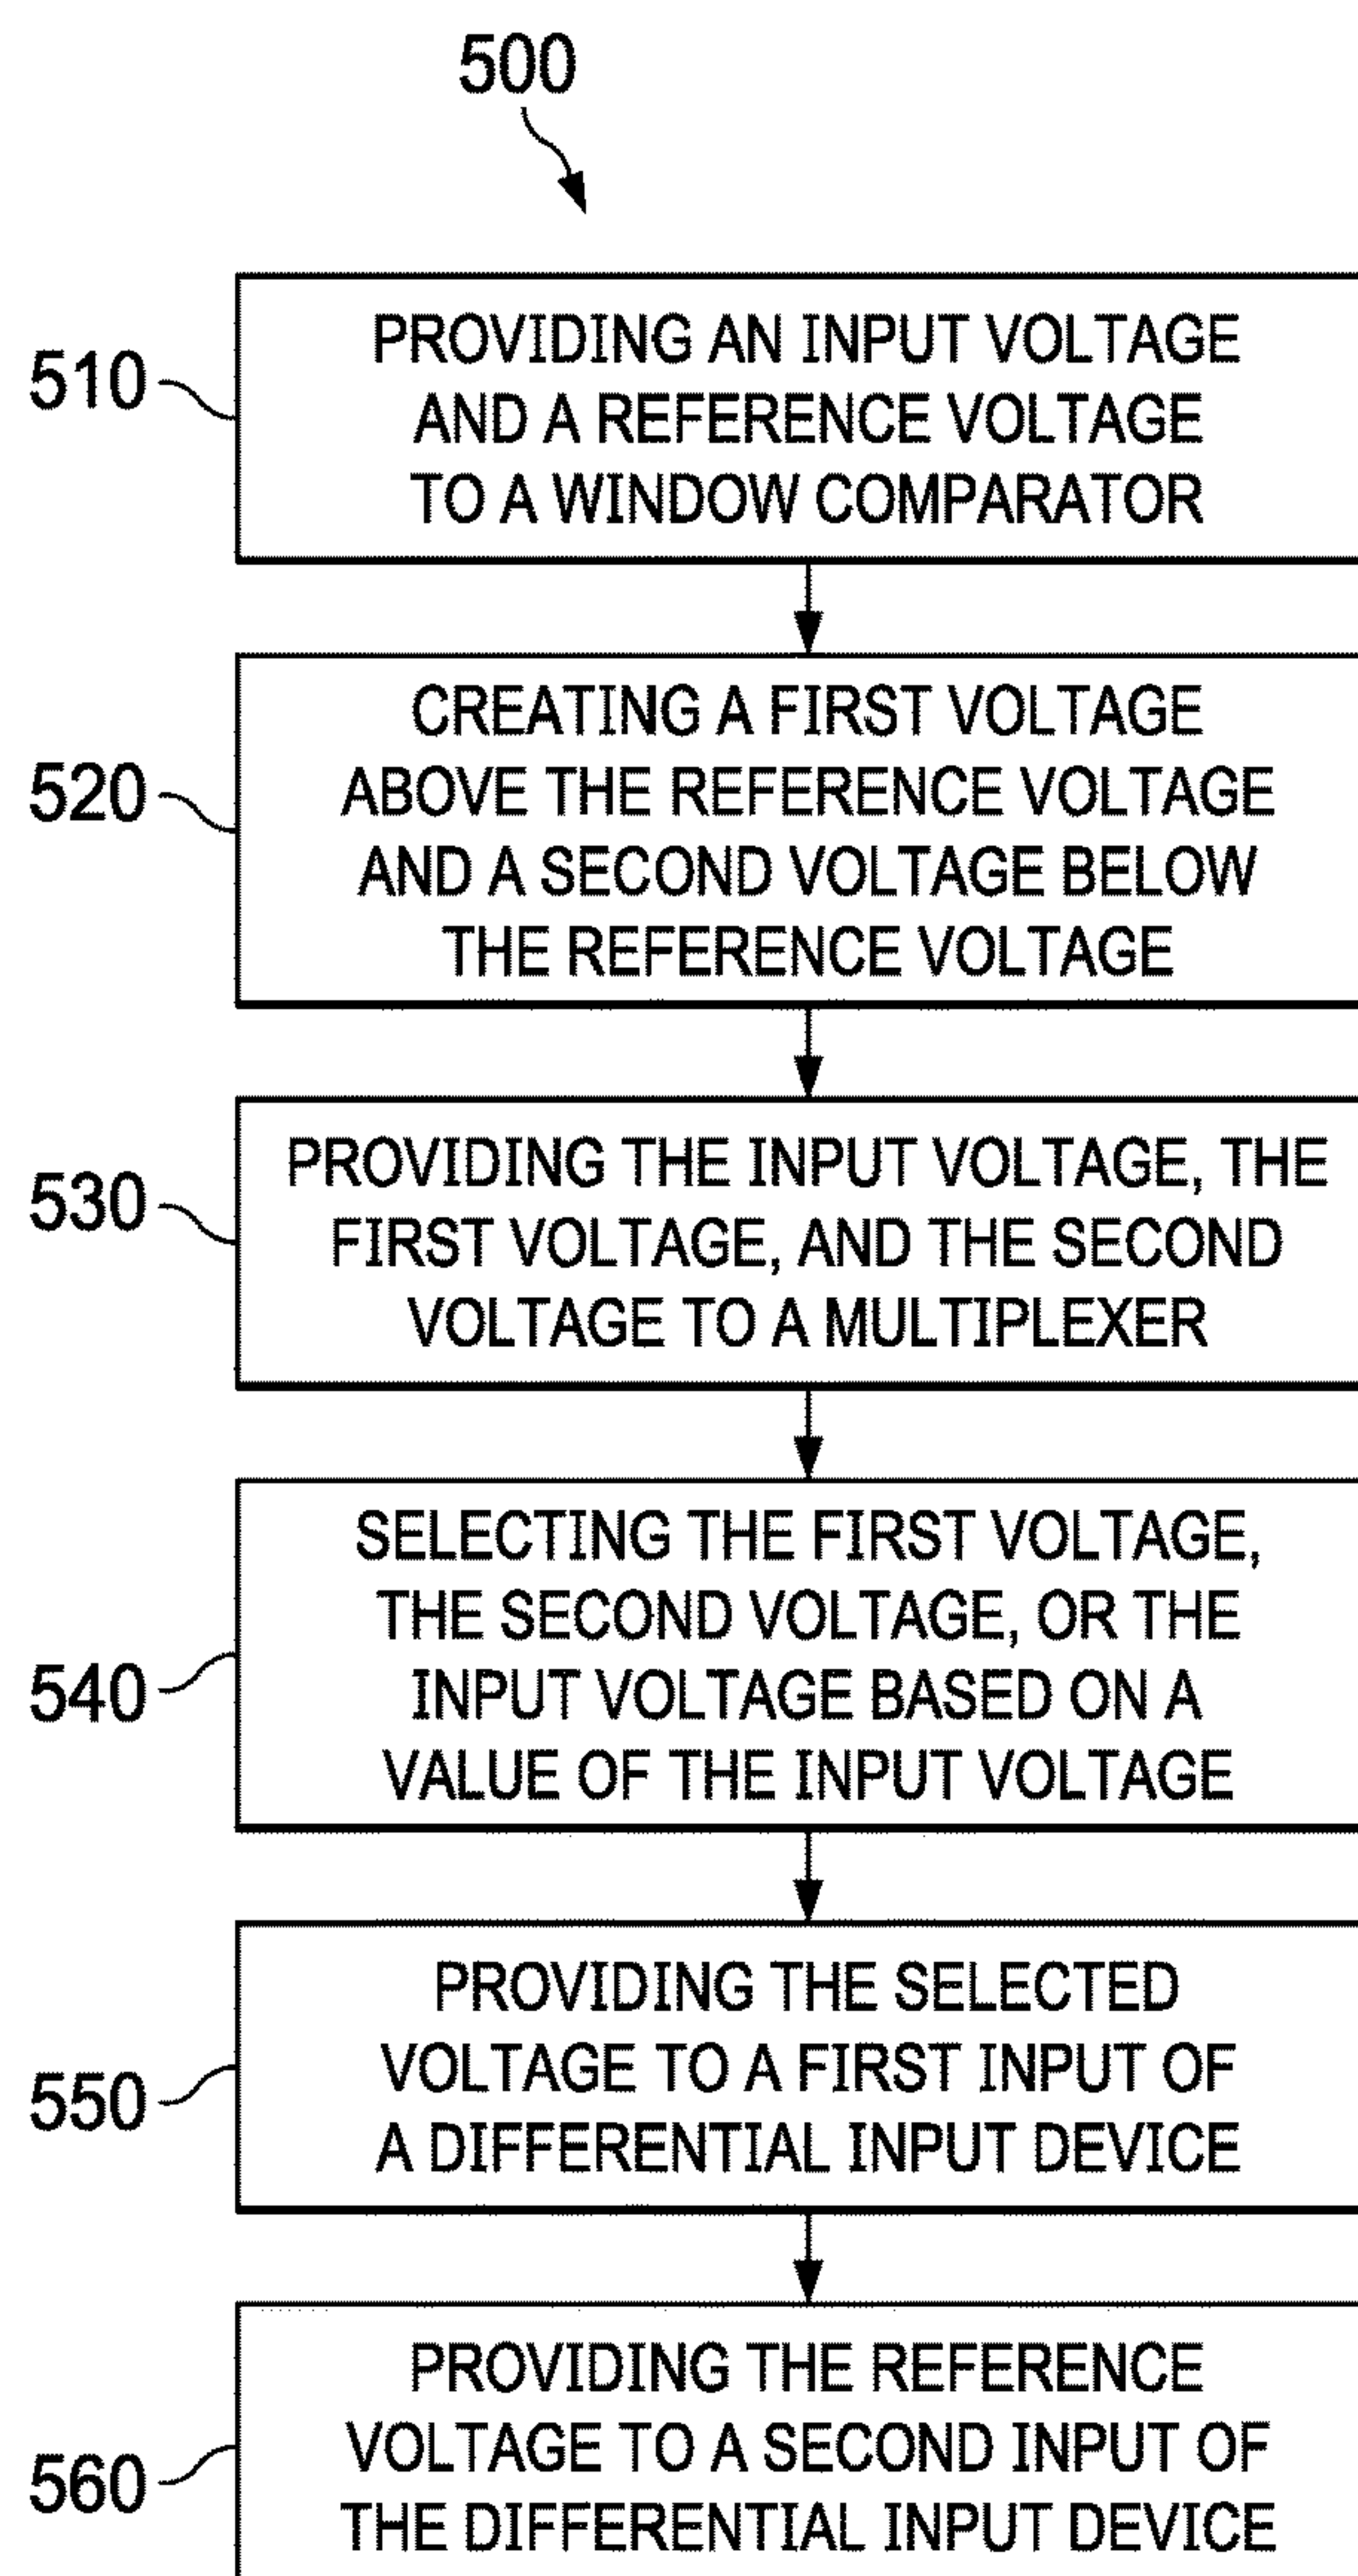 500
510
PROVIDING AN INPUT VOLTAGE
AND A REFERENCE VOLTAGE
TO A WINDOW COMPARATOR
520
CREATING A FIRST VOLTAGE
ABOVE THE REFERENCE VOLTAGE
AND A SECOND VOLTAGE BELOW
THE REFERENCE VOLTAGE
530
PROVIDING THE INPUT VOLTAGE, THE
FIRST VOLTAGE, AND THE SECOND
VOLTAGE TO A MULTIPLEXER
540
SELECTING THE FIRST VOLTAGE,
THE SECOND VOLTAGE, OR THE
INPUT VOLTAGE BASED ON A
VALUE OF THE INPUT VOLTAGE
550
PROVIDING THE SELECTED
VOLTAGE TO A FIRST INPUT OF
A DIFFERENTIAL INPUT DEVICE
560
PROVIDING THE REFERENCE
VOLTAGE TO A SECOND INPUT OF
THE DIFFERENTIAL INPUT DEVICE